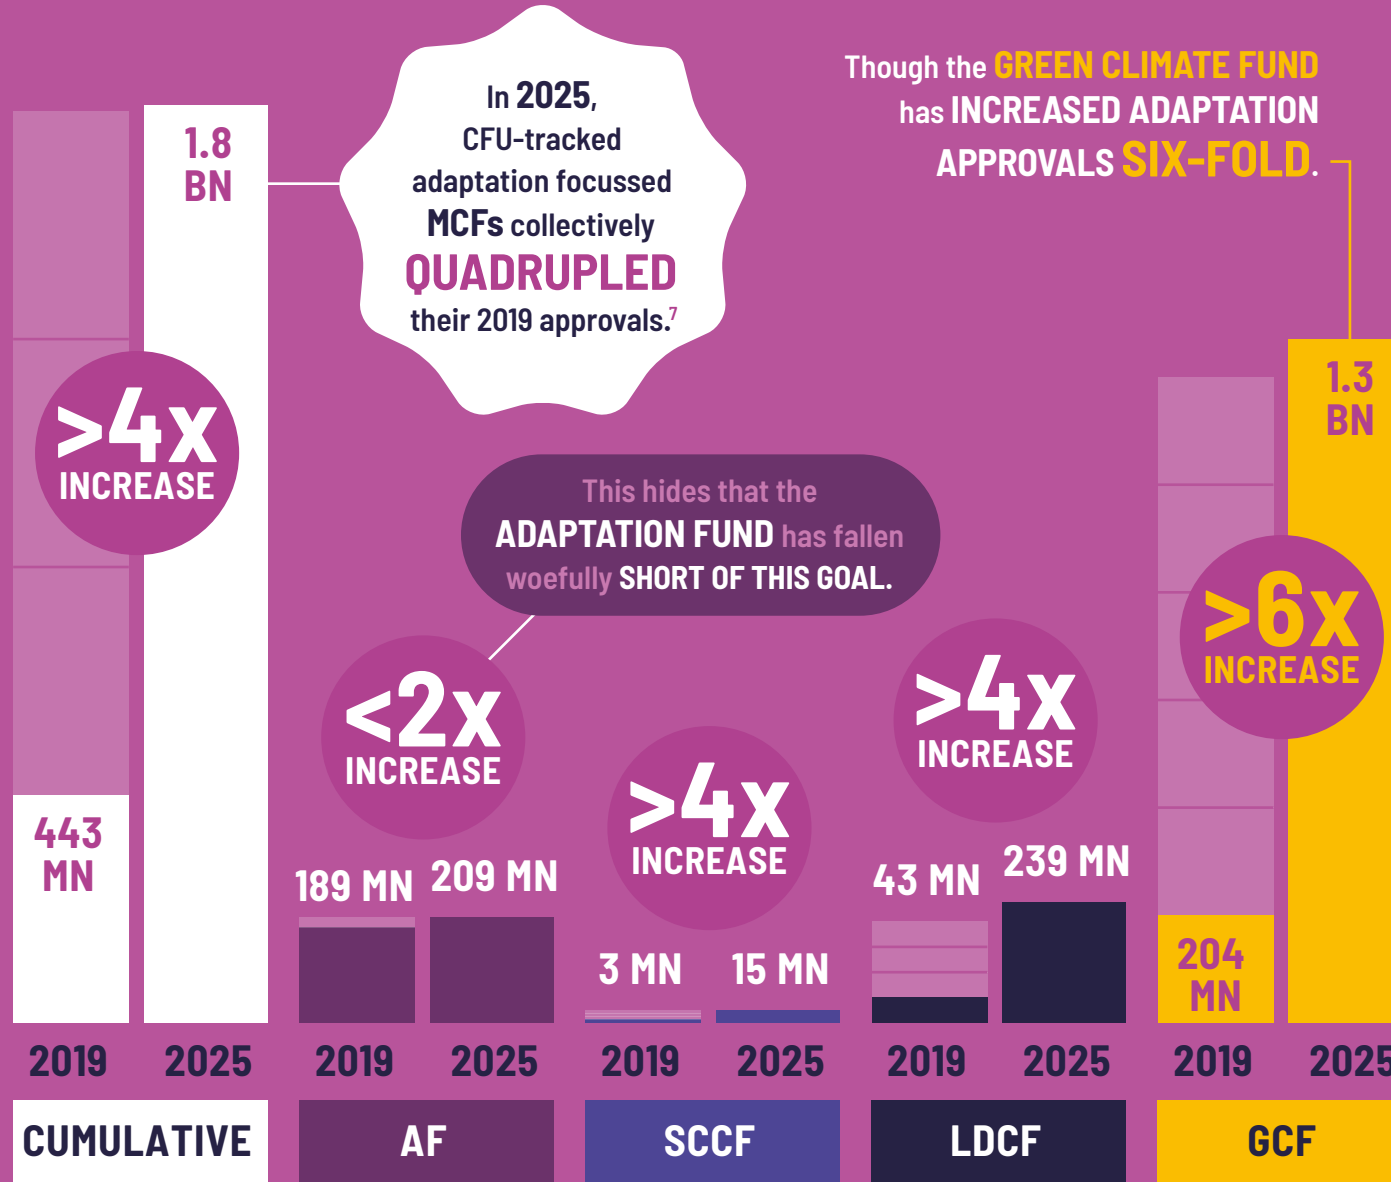 In 2025,
CFU-tracked
adaptation focussed
MCFs collectively
QUADRUPLED
their 2019 approvals.7
Though the GREEN CLIMATE FUND
has INCREASED ADAPTATION
APPROVALS SIX-FOLD.
This hides that the
ADAPTATION FUND has fallen
woefully SHORT OF THIS GOAL.
1.8
BN
>4x
INCREASE
443
MN
<2x
INCREASE
189 MN
209 MN
>4x
INCREASE
3 MN
15 MN
>4x
INCREASE
43 MN
239 MN
1.3
BN
>6x
INCREASE
204
MN
2019
2025
2019
2025
2019
2025
2019
2025
2019
2025
CUMULATIVE
AF
SCCF
LDCF
GCF